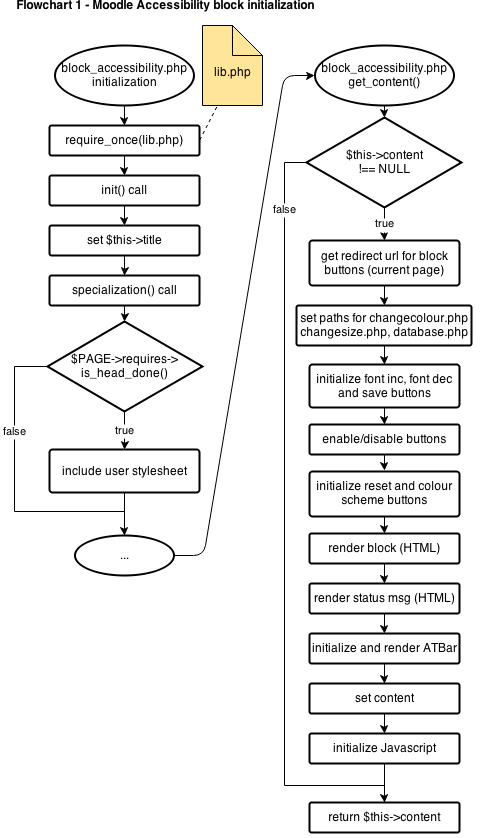 Flowchart 1 - Moodle Accessibility block initialization
block_accessibility.php
initialization
lib.php
require_once(lib.php)
init() call
set $this->title
specialization() call
$PAGE->requires->
is_head_done()
false
true
include user stylesheet
...
block_accessibility.php
get_content()
$this->content
!== NULL
false
true
get redirect url for block
buttons (current page)
set paths for changecolour.php
changesize.php, database.php
initialize font inc, font dec
and save buttons
enable/disable buttons
initialize reset and colour
scheme buttons
render block (HTML)
render status msg (HTML)
initialize and render ATBar
set content
initialize Javascript
return $this->content